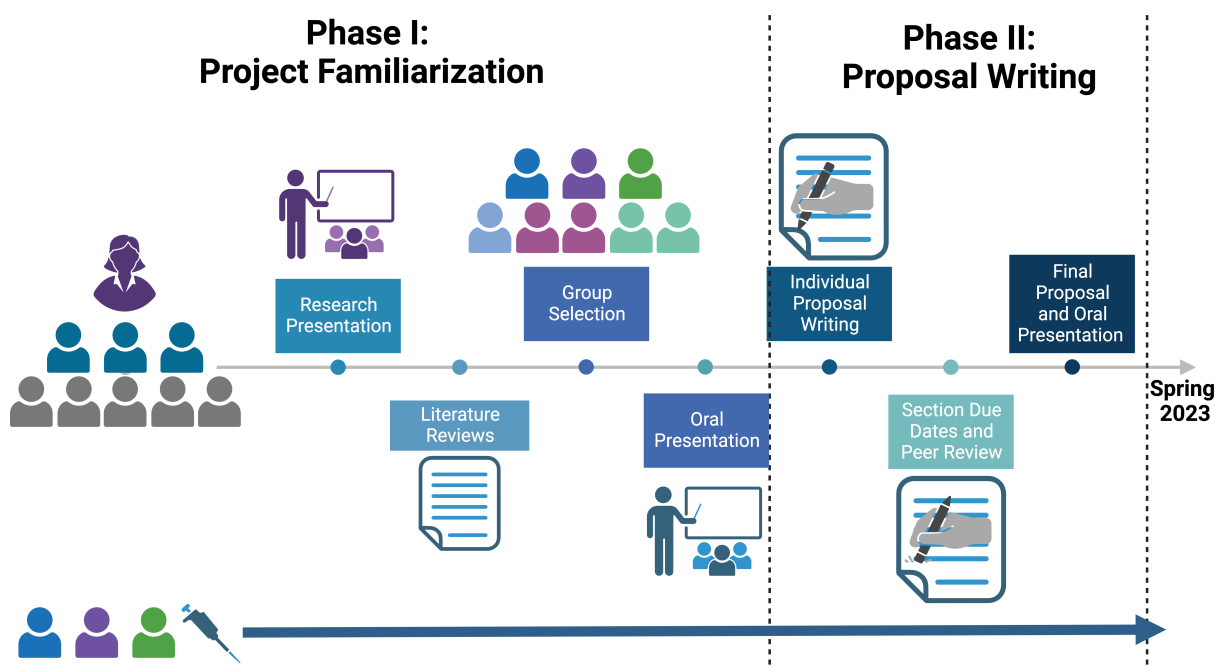 Phase I:
Project Familiarization
Phase II:
Proposal Writing
Research
Presentation
Literature
Reviews
Group
Selection
Oral
Presentation
Individual
Proposal
Writing
Section Due
Dates and
Peer Review
Final
Proposal
and Oral
Presentation
Spring
2023